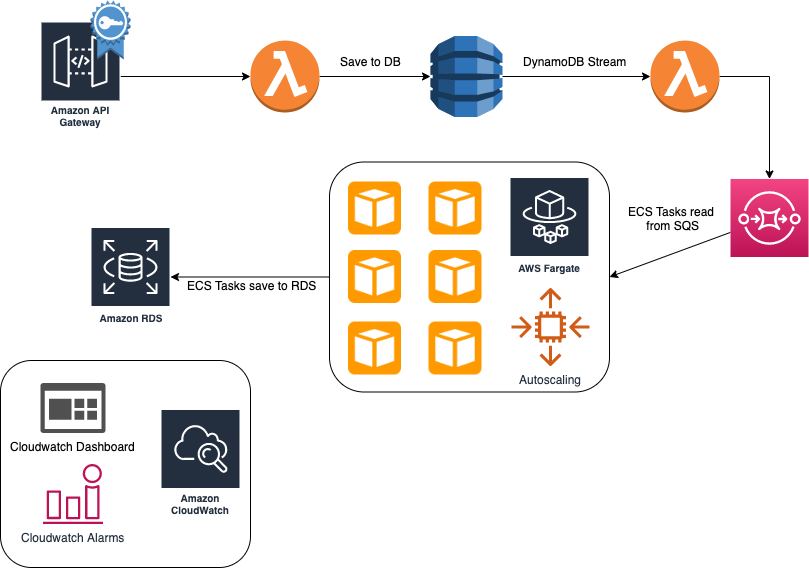 Save to DB
DynamoDB Stream
Amazon API
Gateway
ECS Tasks read
from SQS
AWS Fargate
ECS Tasks save to RDS
Amazon RDS
Autoscaling
Cloudwatch Dashboard
Amazon
CloudWatch
Cloudwatch Alarms